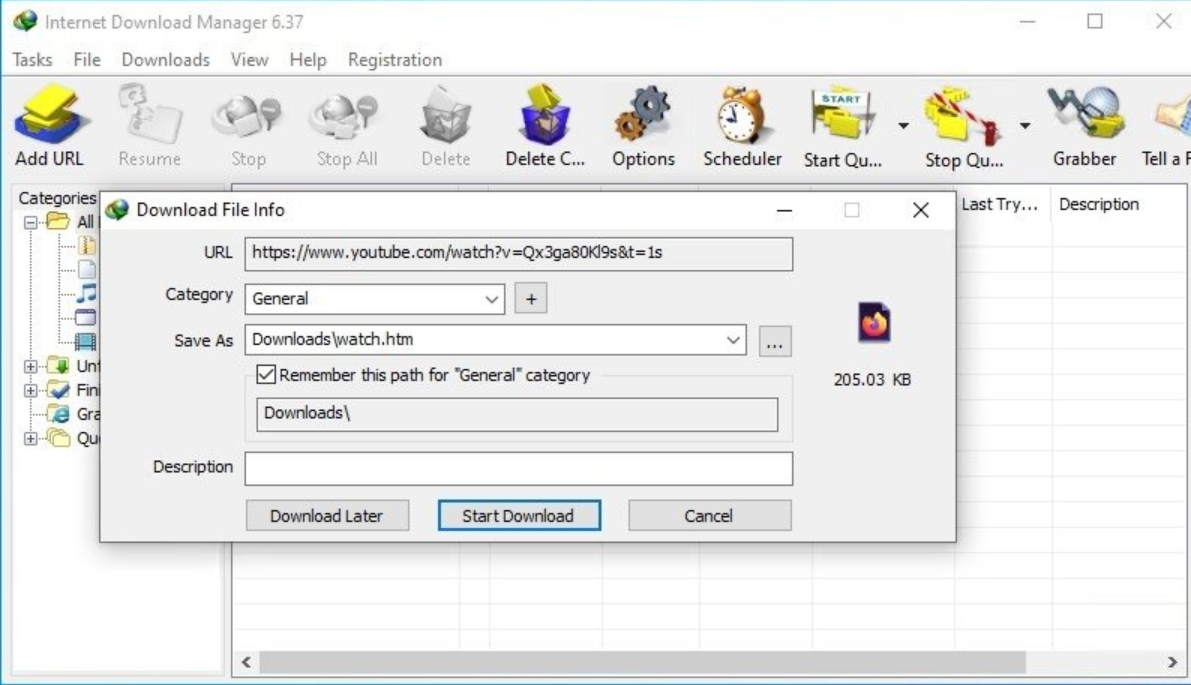 Internet Download Manager 6.37
Tasks File Downloads View Help Registration
Add URL Resume Stop Stop All Delete Delete C... Options Scheduler Start Qu... Stop Qu... Grabber Tell a F
START
Categories
Last Try... Description
All
Unf
Fini
Gra
Qu
Download File Info
URL https://www.youtube.com/watch?v=Qx3ga80Kl9s&t=1s
Category General +
Save As Downloads\watch.htm ...
Remember this path for "General" category
205.03 KB
Downloads\
Description
Download Later Start Download Cancel